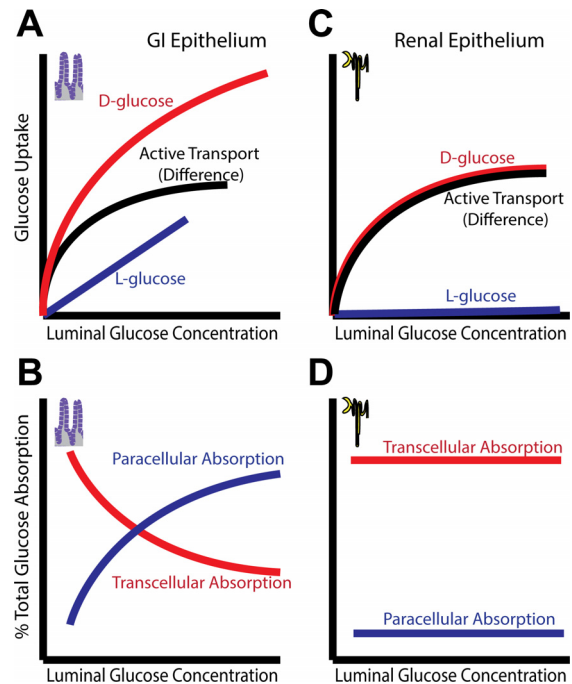 A
GI Epithelium
D-glucose
Active Transport
(Difference)
L-glucose
Glucose Uptake
Luminal Glucose Concentration
C
Renal Epithelium
D-glucose
Active Transport
(Difference)
L-glucose
Luminal Glucose Concentration
B
Paracellular Absorption
Transcellular Absorption
% Total Glucose Absorption
Luminal Glucose Concentration
D
Transcellular Absorption
Paracellular Absorption
Luminal Glucose Concentration